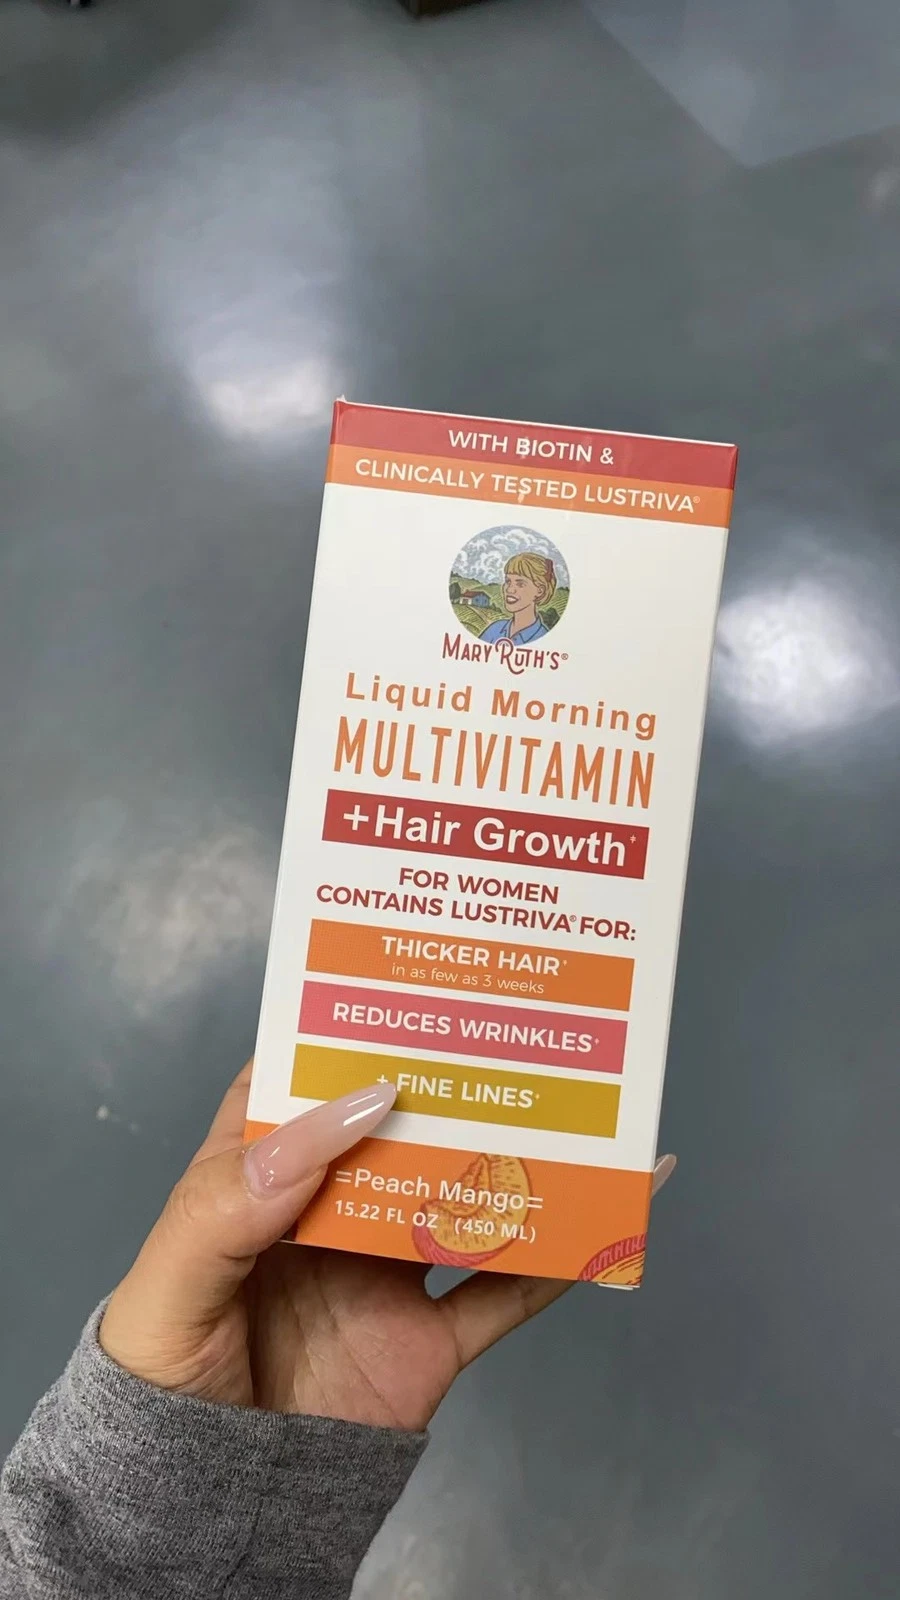 WITH BIOTIN &
CLINICALLY TESTED LUSTRIVA®
MARY RUTH'S®
Liquid Morning
MULTIVITAMIN
+Hair Growth‡
FOR WOMEN
CONTAINS LUSTRIVA® FOR:
THICKER HAIR†
in as few as 3 weeks
REDUCES WRINKLES†
+ FINE LINES†
=Peach Mango=
15.22 FL OZ (450 ML)